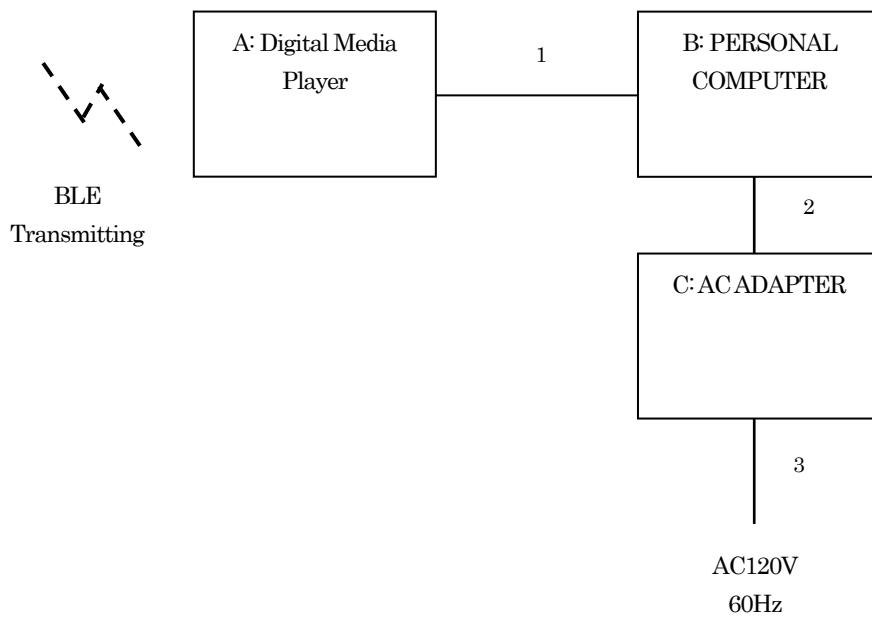 A: Digital Media
Player
1
B: PERSONAL
COMPUTER
BLE
Transmitting
2
C: AC ADAPTER
3
AC120V
60Hz